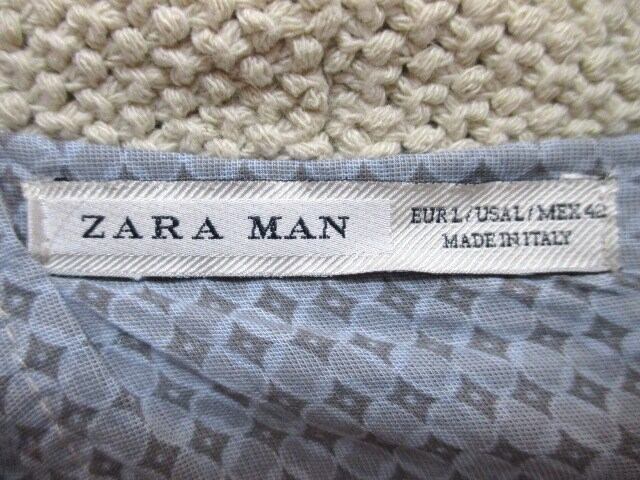 ZARA MAN
EUR L / USA L / MEX 42
MADE IN ITALY